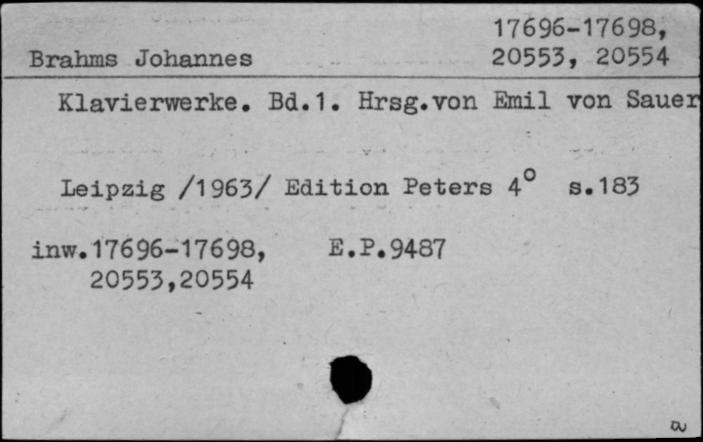 17696-17698,
Brahms Johannes 20553, 20554
Klavierwerke. Bd.1. Hrsg.von Emil von Sauer
Leipzig /1963/ Edition Peters 4° s.183
inw.17696-17698, E.P.9487
20553,20554